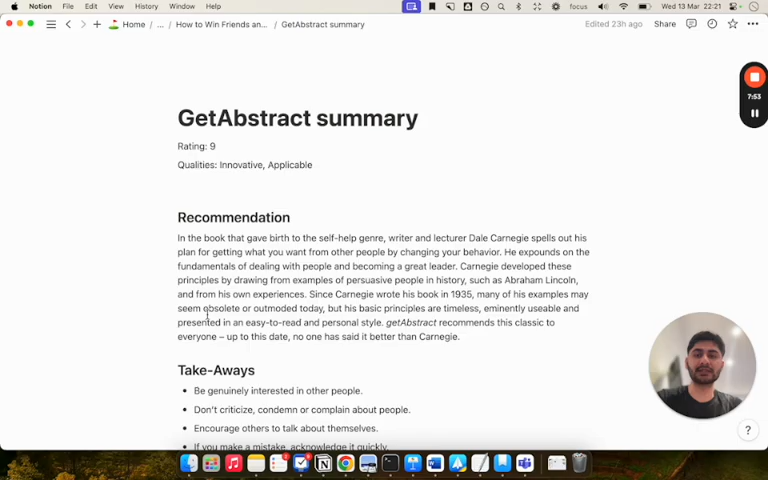 Notion File Edit View History Window Help focus Wed 13 Mar 22:21
Home / ... / How to Win Friends an... / GetAbstract summary Edited 23h ago Share
7:53
GetAbstract summary
Rating: 9
Qualities: Innovative, Applicable
Recommendation
In the book that gave birth to the self-help genre, writer and lecturer Dale Carnegie spells out his
plan for getting what you want from other people by changing your behavior. He expounds on the
fundamentals of dealing with people and becoming a great leader. Carnegie developed these
principles by drawing from examples of persuasive people in history, such as Abraham Lincoln,
and from his own experiences. Since Carnegie wrote his book in 1935, many of his examples may
seem obsolete or outmoded today, but his basic principles are timeless, eminently useable and
presented in an easy-to-read and personal style. getAbstract recommends this classic to
everyone – up to this date, no one has said it better than Carnegie.
Take-Aways
• Be genuinely interested in other people.
• Don't criticize, condemn or complain about people.
• Encourage others to talk about themselves.
• If you make a mistake, acknowledge it quickly.
?